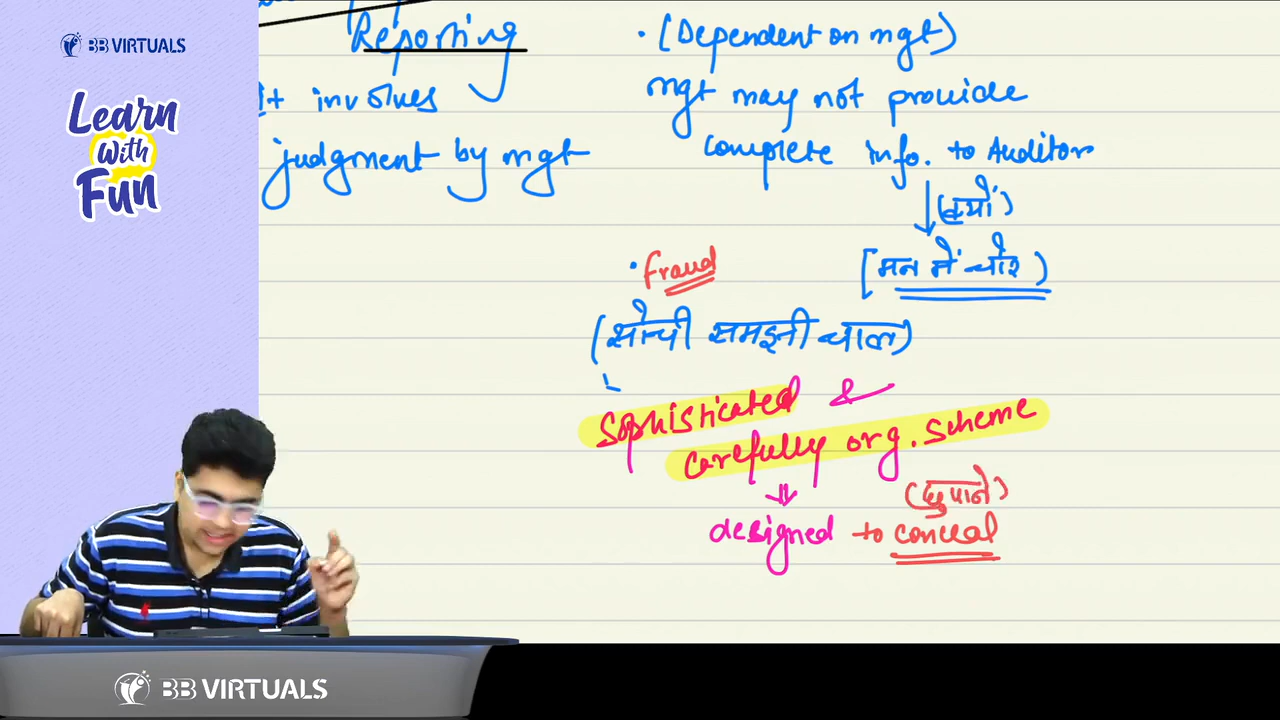 BB VIRTUALS
Learn
With
Fun
Reporting
It involves
judgment by mgt
• (Dependent on mgt)
mgt may not provide
complete info. to Auditor
(क्यों)
[मन में चोर)
• fraud
(सोची समझी चाल)
Sophisticated &
carefully org. scheme
(छुपाने)
designed to conceal
BB VIRTUALS